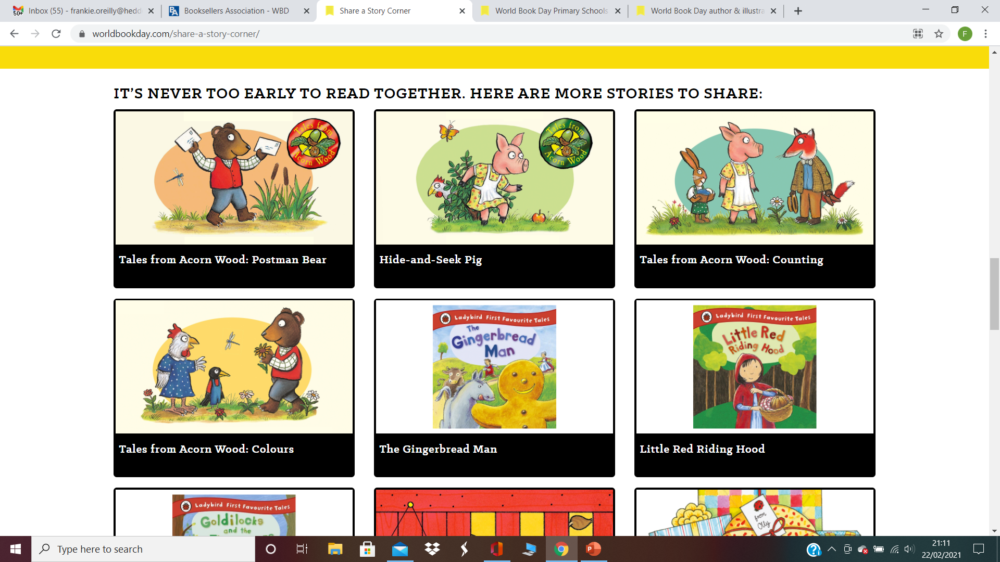 Inbox (55) - frankie.oreilly@hedd
Booksellers Association - WBD
Share a Story Corner
World Book Day Primary Schools
World Book Day author & illustra
worldbookday.com/share-a-story-corner/
F
IT’S NEVER TOO EARLY TO READ TOGETHER. HERE ARE MORE STORIES TO SHARE:
Tales from
Acorn Wood
Tales from
Acorn Wood
Tales from Acorn Wood: Postman Bear
Hide-and-Seek Pig
Tales from Acorn Wood: Counting
Ladybird First Favourite Tales
The
Gingerbread
Man
Ladybird First Favourite Tales
Little Red
Riding Hood
Tales from Acorn Wood: Colours
The Gingerbread Man
Little Red Riding Hood
Ladybird First Favourite Tales
Goldilocks
and the
from
Olly
Type here to search
21:11
22/02/2021